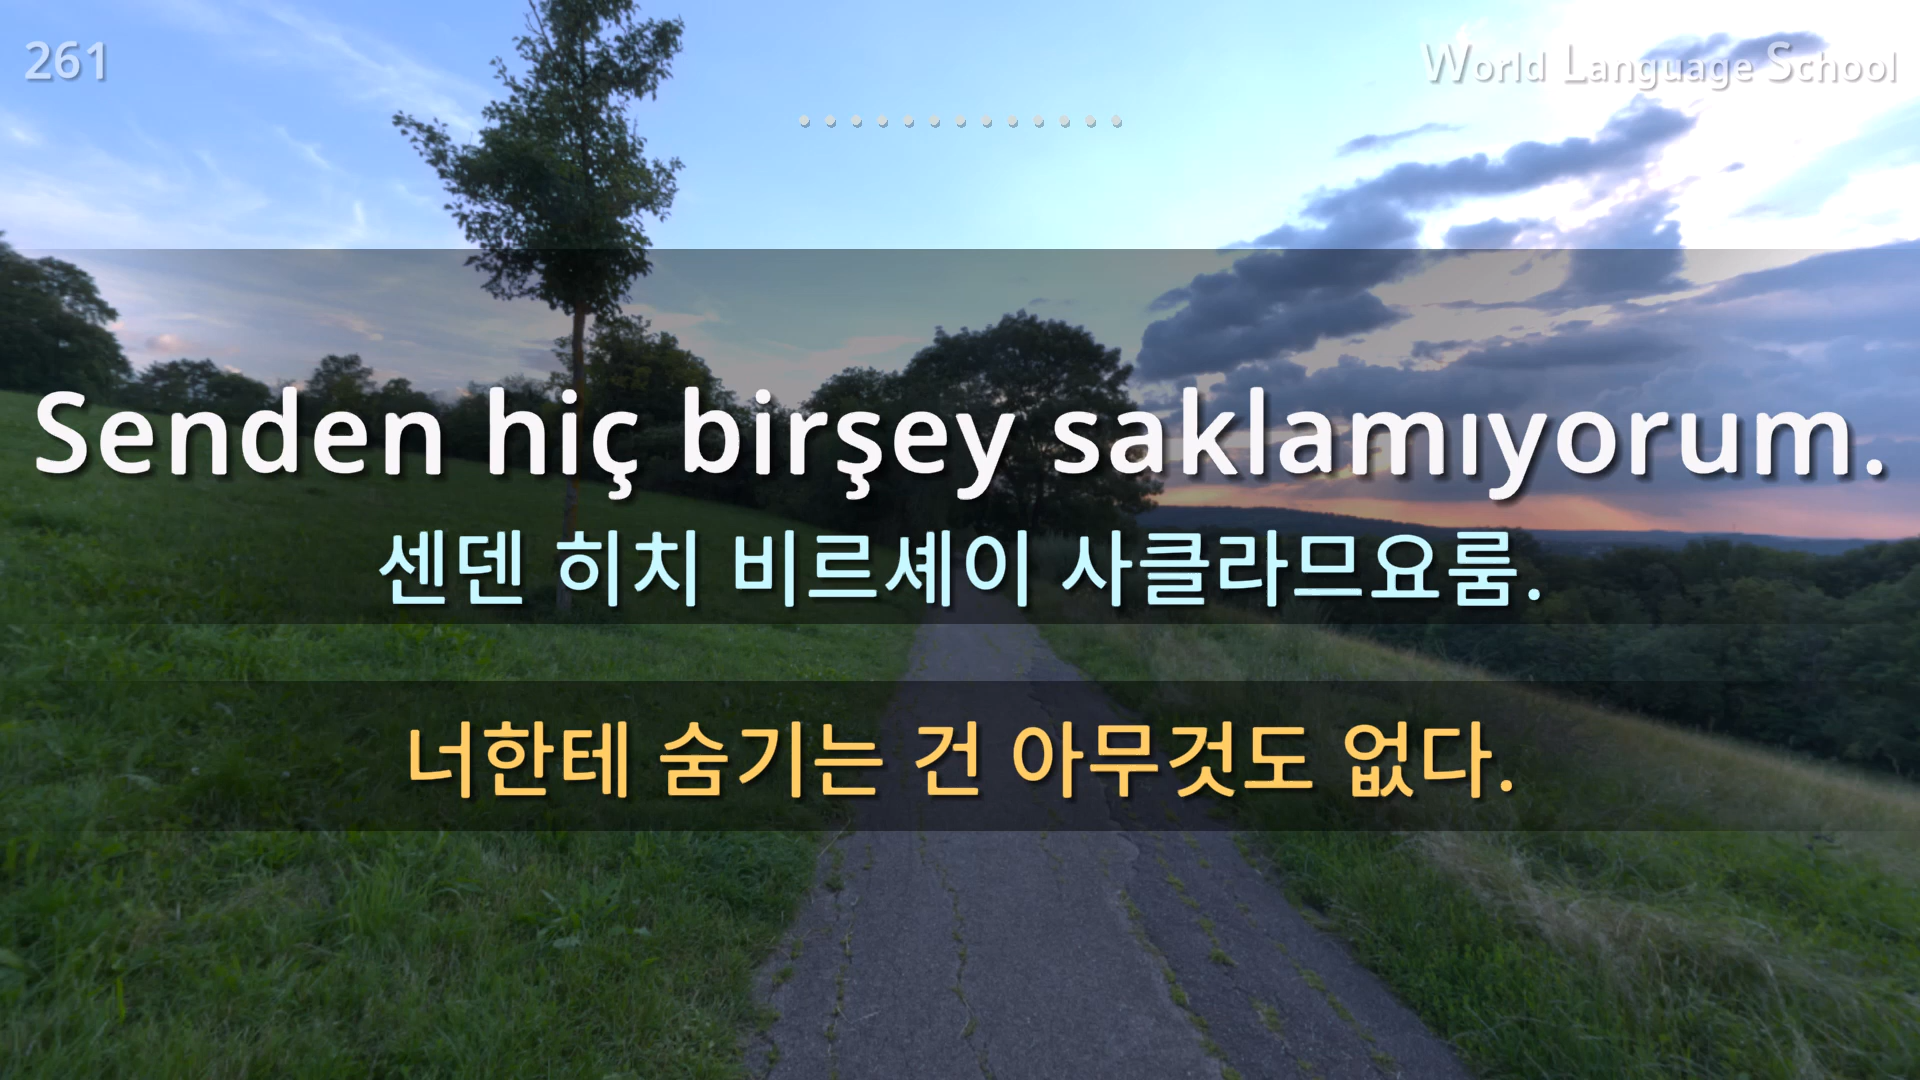 261
World Language School
Senden hiç birşey saklamıyorum.
센덴 히치 비르셰이 사클라므요룸.
너한테 숨기는 건 아무것도 없다.